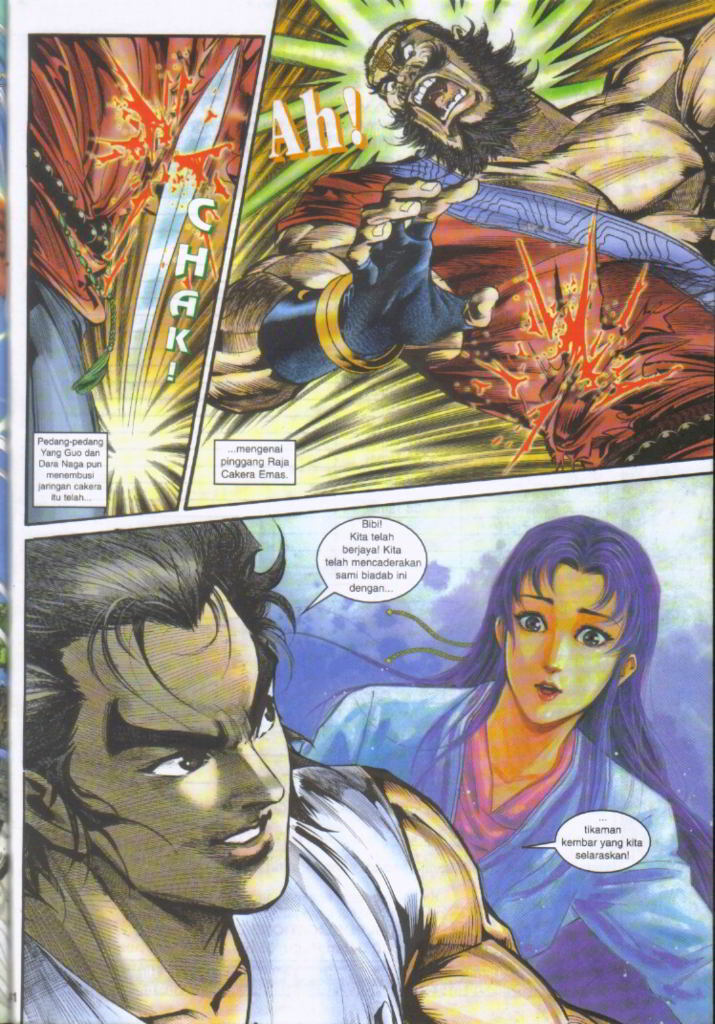 CHAK!
Ah!
Pedang-pedang
Yang Guo dan
Dara Naga pun
menembusi
jaringan cakera
itu telah...
...mengenai
pinggang Raja
Cakera Emas.
Bibi!
Kita telah
berjaya! Kita
telah mencaderakan
sami biadab ini
dengan...
...
tikaman
kembar yang kita
selaraskan!